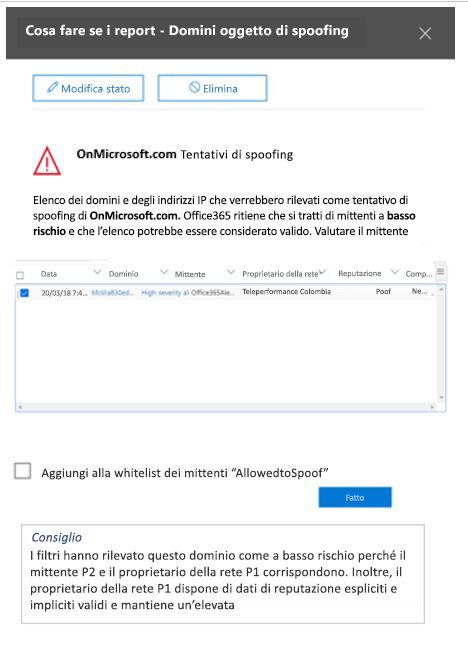 Cosa fare se i report - Domini oggetto di spoofing
Modifica stato Elimina
OnMicrosoft.com Tentativi di spoofing
Elenco dei domini e degli indirizzi IP che verrebbero rilevati come tentativo di
spoofing di OnMicrosoft.com. Office365 ritiene che si tratti di mittenti a basso
rischio e che l'elenco potrebbe essere considerato valido. Valutare il mittente
Data Dominio Mittente Proprietario della rete Reputazione Comp...
20/03/18 7:4... High severity al Office365Ale... Teleperformance Colombia Poof Ne...
Aggiungi alla whitelist dei mittenti “AllowedtoSpoof”
Fatto
Consiglio
I filtri hanno rilevato questo dominio come a basso rischio perché il
mittente P2 e il proprietario della rete P1 corrispondono. Inoltre, il
proprietario della rete P1 dispone di dati di reputazione espliciti e
impliciti validi e mantiene un'elevata